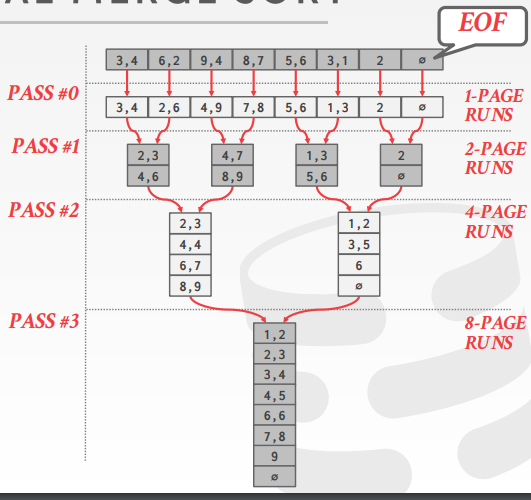 EOF
3,4 6,2 9,4 8,7 5,6 3,1 2 ∅
PASS #0
3,4 2,6 4,9 7,8 5,6 1,3 2 ∅
1-PAGE
RUNS
PASS #1
2,3 4,7 1,3 2
4,6 8,9 5,6 ∅
2-PAGE
RUNS
PASS #2
2,3 1,2
4,4 3,5
6,7 6
8,9 ∅
4-PAGE
RUNS
PASS #3
1,2
2,3
3,4
4,5
6,6
7,8
9
∅
8-PAGE
RUNS